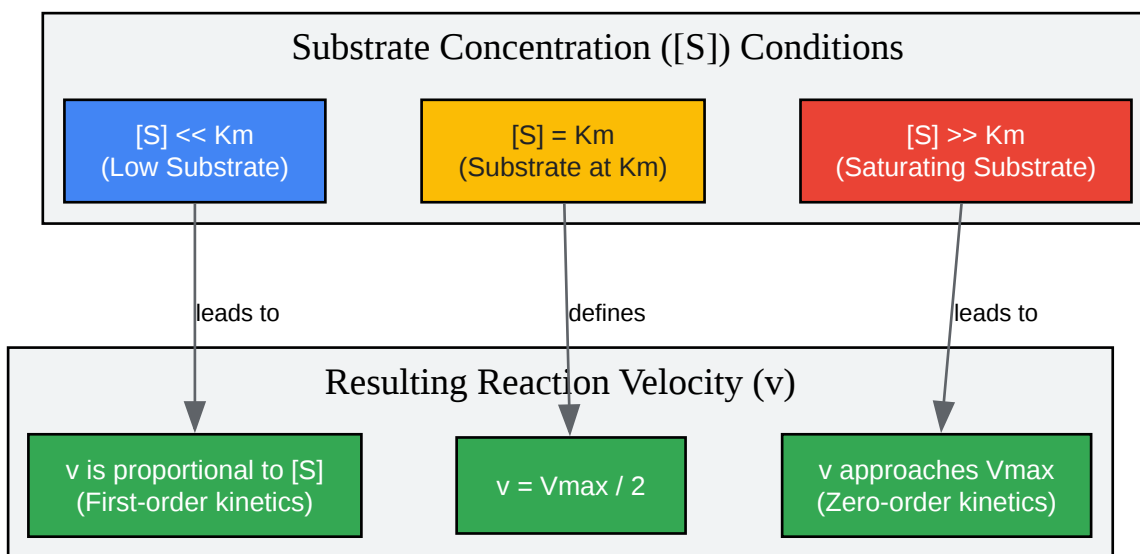 Substrate Concentration ([S]) Conditions
[S] << Km
(Low Substrate)
[S] = Km
(Substrate at Km)
[S] >> Km
(Saturating Substrate)
leads to
defines
leads to
Resulting Reaction Velocity (v)
v is proportional to [S]
(First-order kinetics)
v = Vmax / 2
v approaches Vmax
(Zero-order kinetics)